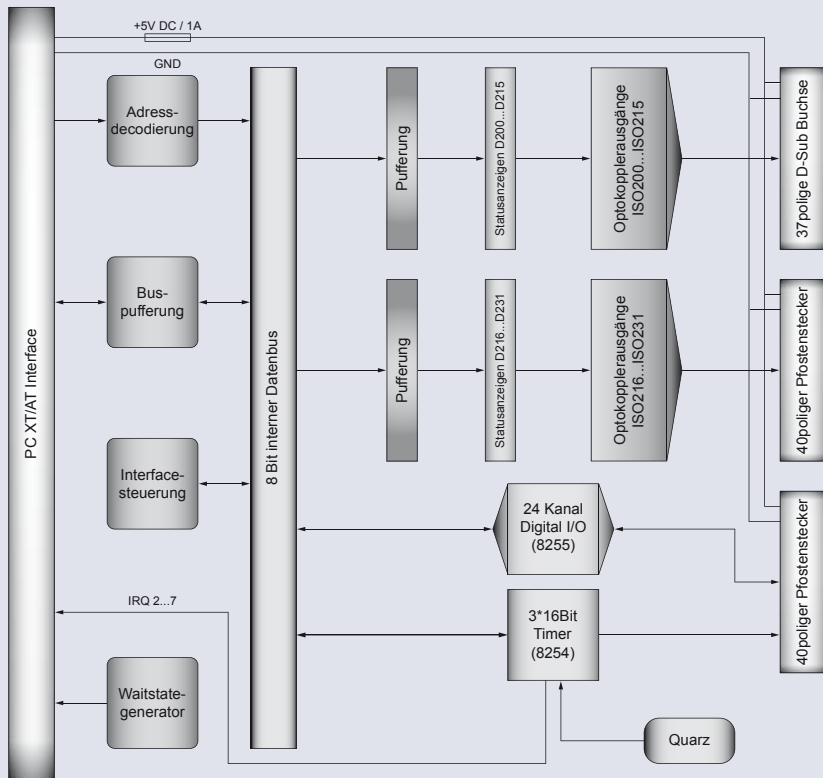 +5V DC / 1A
GND
PC XT/AT Interface
Adress-
decodierung
Bus-
pufferung
Interface-
steuerung
IRQ 2...7
Waitstate-
generator
8 Bit interner Datenbus
Pufferung
Statusanzeigen D200...D215
Optokopplerausgänge
ISO200...ISO215
37polige D-Sub Buchse
Pufferung
Statusanzeigen D216...D231
Optokopplerausgänge
ISO216...ISO231
40poliger Pfostenstecker
24 Kanal
Digital I/O
(8255)
3*16Bit
Timer
(8254)
40poliger Pfostenstecker
Quarz